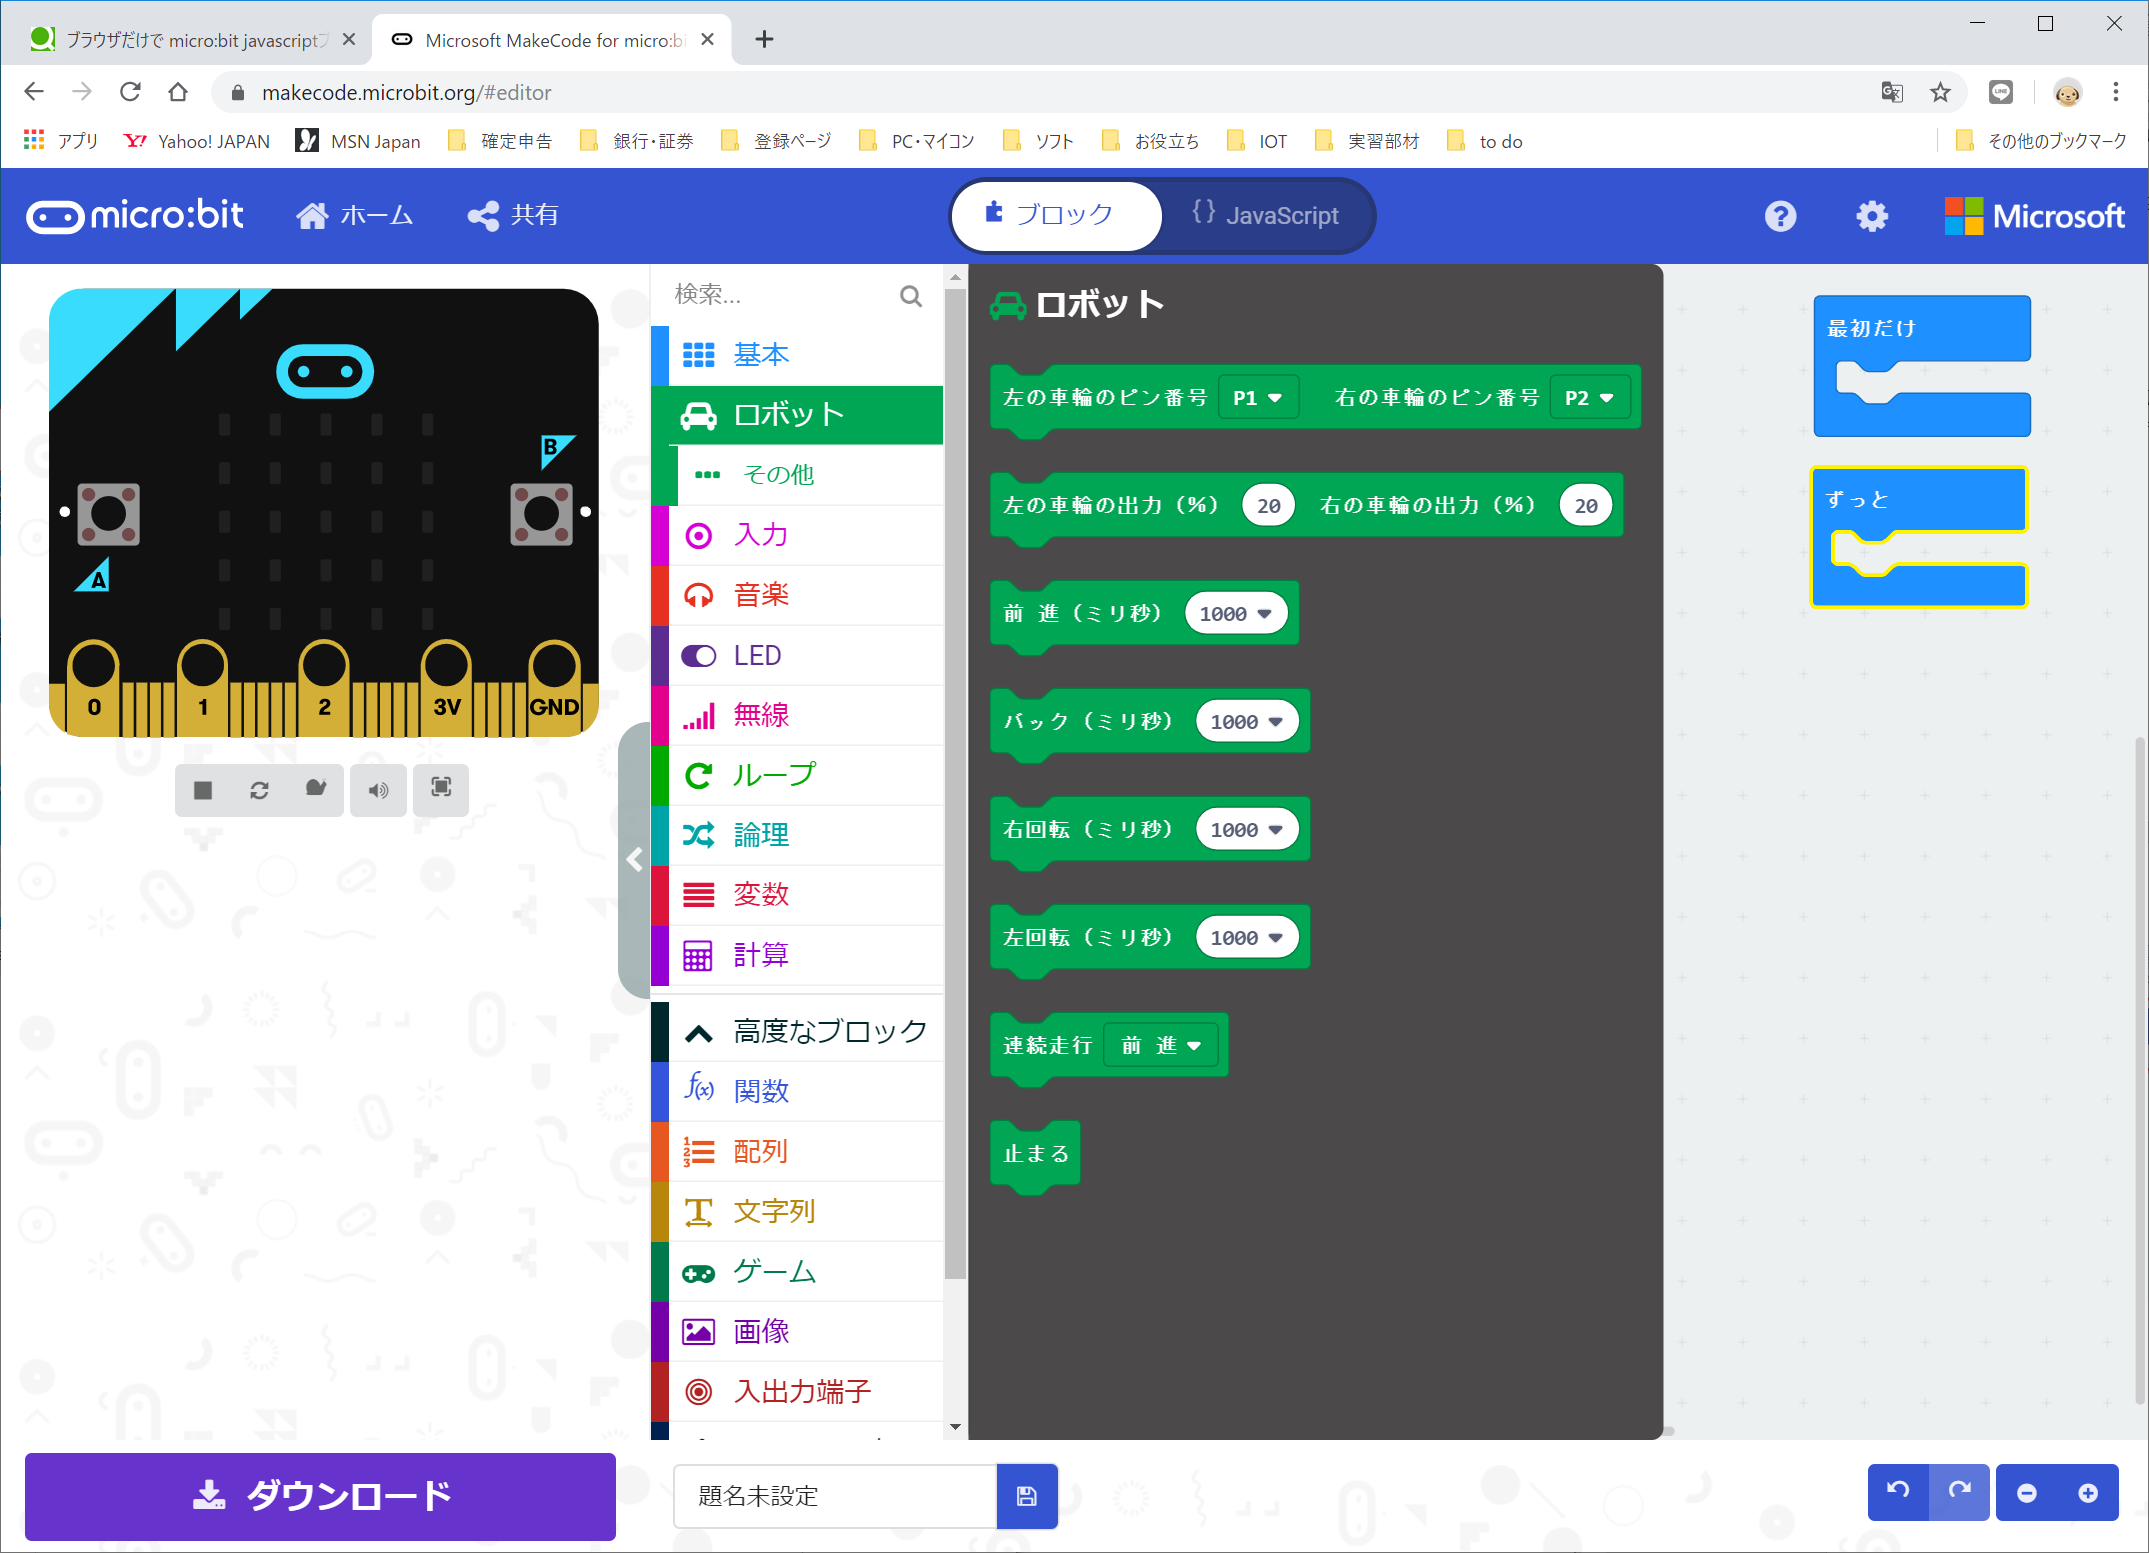 ブラウザだけで micro:bit javascriptプ
Microsoft MakeCode for micro:bi
makecode.microbit.org/#editor
アプリ
Yahoo! JAPAN
MSN Japan
確定申告
銀行・証券
登録ページ
PC・マイコン
ソフト
お役立ち
IOT
実習部材
to do
その他のブックマーク
micro:bit
ホーム
共有
ブロック
{} JavaScript
Microsoft
B
A
0
1
2
3V
GND
検索...
基本
ロボット
その他
入力
音楽
LED
無線
ループ
論理
変数
計算
高度なブロック
f(x) 関数
配列
文字列
ゲーム
画像
入出力端子
ロボット
左の車輪のピン番号 P1 右の車輪のピン番号 P2
左の車輪の出力（%） 20 右の車輪の出力（%） 20
前 進（ミリ秒） 1000
バック（ミリ秒） 1000
右回転（ミリ秒） 1000
左回転（ミリ秒） 1000
連続走行 前 進
止まる
最初だけ
ずっと
ダウンロード
題名未設定